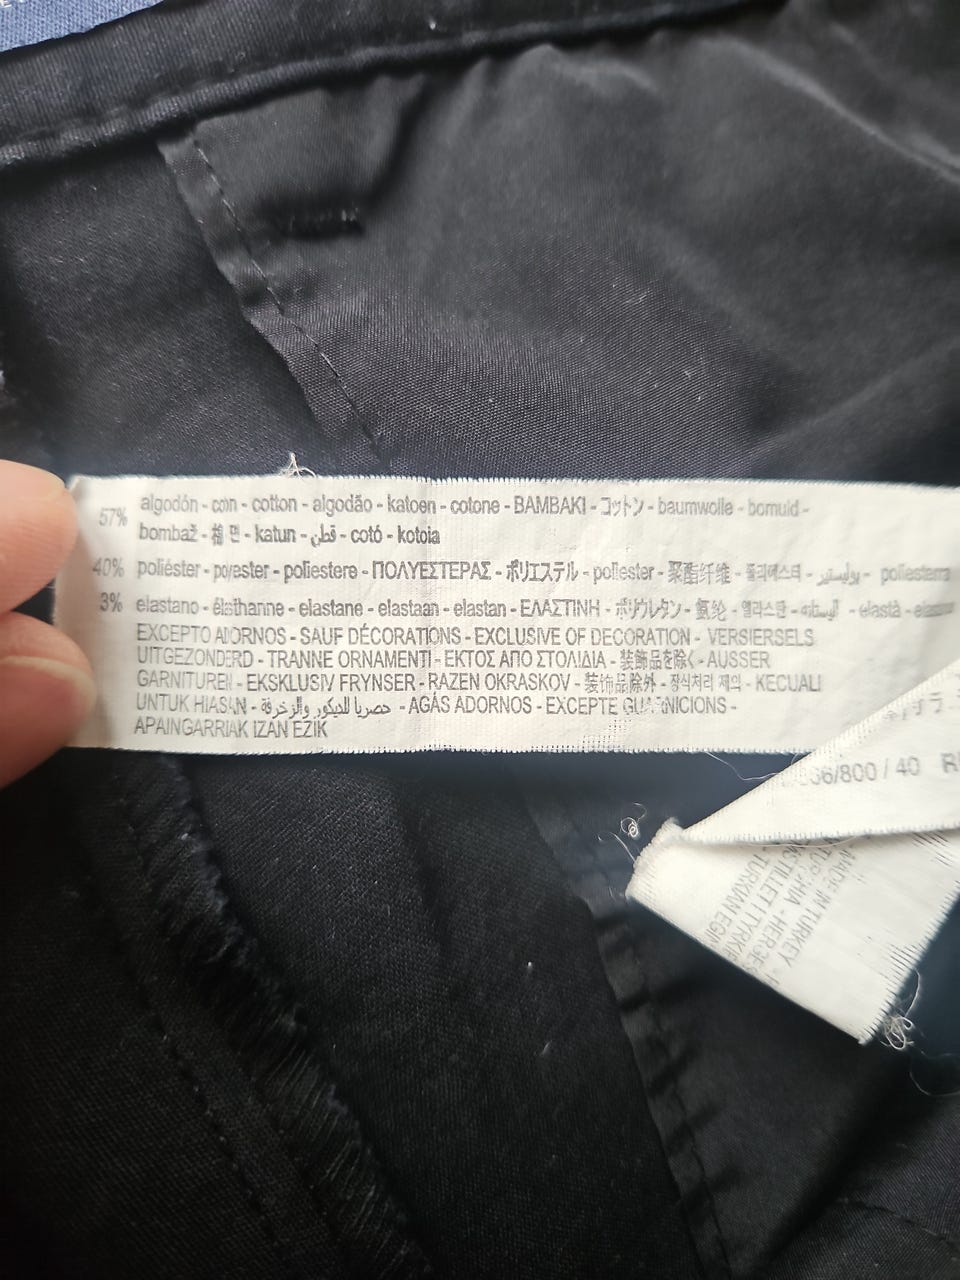 57% algodón - coton - cotton - algodão - katoen - cotone - BAMBAKI - コットン - baumwolle - bomuld -
bombaž - 棉 면 - katun - قطن - cotó - kotoia
40% poliéster - polyester - poliestere - ΠΟΛΥΕΣΤΕΡΑΣ - ポリエステル - poliester - 聚酯纤维 - 폴리에스테 - بوليستير - poliesterra
3% elastano - élasthanne - elastane - elastaan - elastan - ΕΛΑΣΤΙΝΗ - ポリウレタン - 氨纶 - 엘라스탄 - - elastà -
EXCEPTO ADORNOS - SAUF DÉCORATIONS - EXCLUSIVE OF DECORATION - VERSIERSELS
UITGEZONDERD - TRANNE ORNAMENTI - ΕΚΤΟΣ ΑΠΟ ΣΤΟΛΙΔΙΑ - 装飾品を除く - AUSSER
GARNITUREN - EKSKLUSIV FRYNSER - RAZEN OKRASKOV - 装饰品除外 - 장식처리 제외 - KECUALI
UNTUK HIASAN - حصريا للديكور والزخرفة - AGÁS ADORNOS - EXCEPTE GUARNICIONS -
APAINGARRIAK IZAN EZIK
36/800 / 40
MADE IN TURKEY